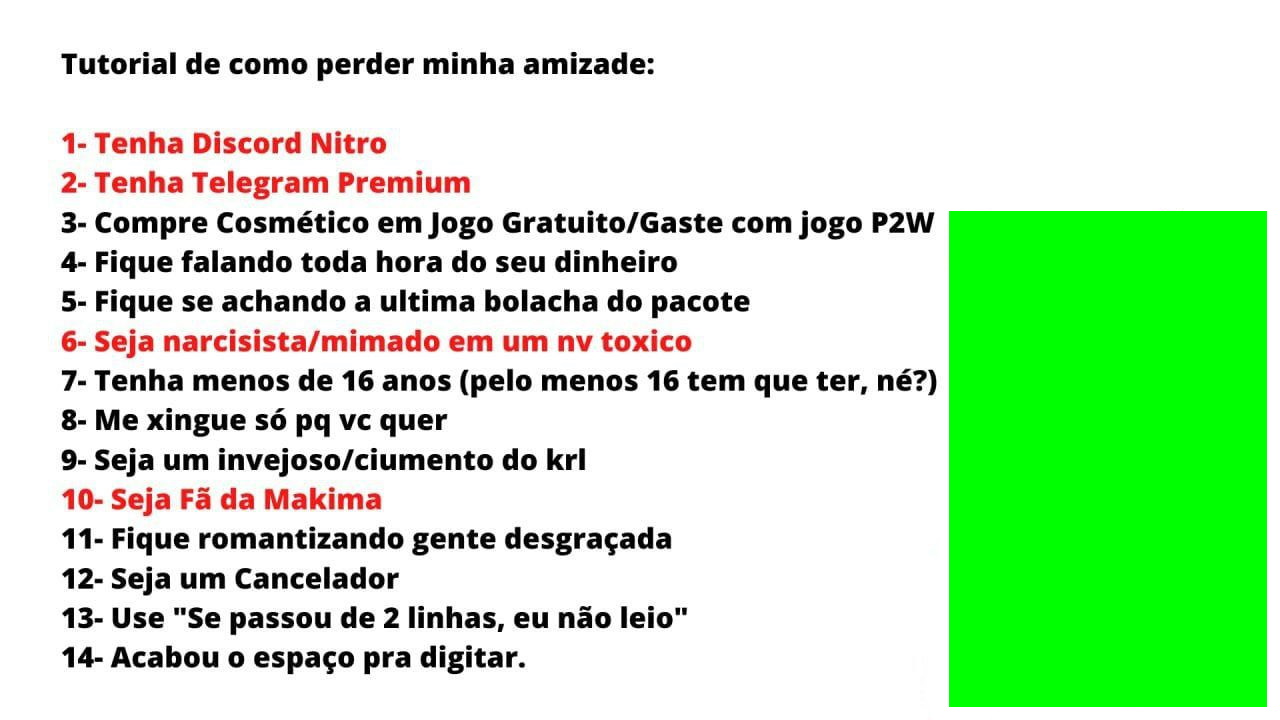 Tutorial de como perder minha amizade:
1- Tenha Discord Nitro
2- Tenha Telegram Premium
3- Compre Cosmético em Jogo Gratuito/Gaste com jogo P2W
4- Fique falando toda hora do seu dinheiro
5- Fique se achando a ultima bolacha do pacote
6- Seja narcisista/mimado em um nv toxico
7- Tenha menos de 16 anos (pelo menos 16 tem que ter, né?)
8- Me xingue só pq vc quer
9- Seja um invejoso/ciumento do krl
10- Seja Fã da Makima
11- Fique romantizando gente desgraçada
12- Seja um Cancelador
13- Use "Se passou de 2 linhas, eu não leio"
14- Acabou o espaço pra digitar.